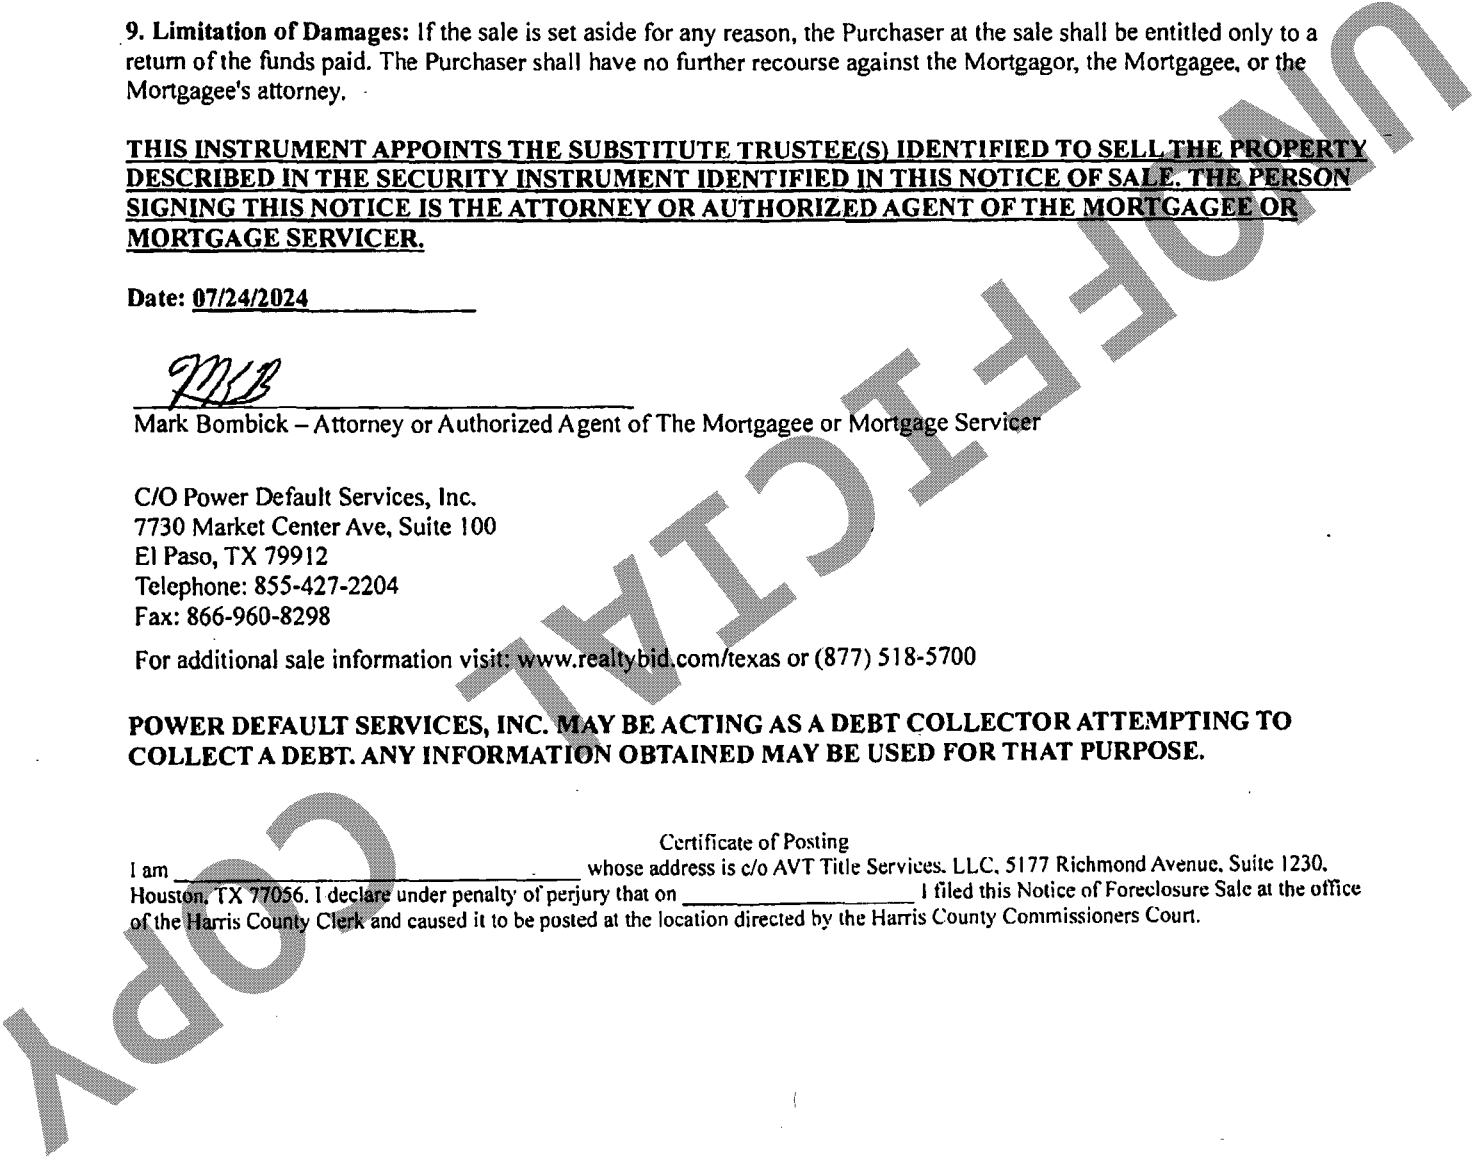 9. Limitation of Damages: If the sale is set aside for any reason, the Purchaser at the sale shall be entitled only to a
return of the funds paid. The Purchaser shall have no further recourse against the Mortgagor, the Mortgagee, or the
Mortgagee's attorney.
THIS INSTRUMENT APPOINTS THE SUBSTITUTE TRUSTEE(S) IDENTIFIED TO SELL THE PROPERTY
DESCRIBED IN THE SECURITY INSTRUMENT IDENTIFIED IN THIS NOTICE OF SALE. THE PERSON
SIGNING THIS NOTICE IS THE ATTORNEY OR AUTHORIZED AGENT OF THE MORTGAGEE OR
MORTGAGE SERVICER.
Date: 07/24/2024
MKB
Mark Bombick – Attorney or Authorized Agent of The Mortgagee or Mortgage Servicer
C/O Power Default Services, Inc.
7730 Market Center Ave, Suite 100
El Paso, TX 79912
Telephone: 855-427-2204
Fax: 866-960-8298
For additional sale information visit: www.realtybid.com/texas or (877) 518-5700
POWER DEFAULT SERVICES, INC. MAY BE ACTING AS A DEBT COLLECTOR ATTEMPTING TO
COLLECT A DEBT. ANY INFORMATION OBTAINED MAY BE USED FOR THAT PURPOSE.
Certificate of Posting
I am ______ whose address is c/o AVT Title Services, LLC, 5177 Richmond Avenue, Suite 1230,
Houston, TX 77056. I declare under penalty of perjury that on ______ I filed this Notice of Foreclosure Sale at the office
of the Harris County Clerk and caused it to be posted at the location directed by the Harris County Commissioners Court.
UNOFFICIAL COPY